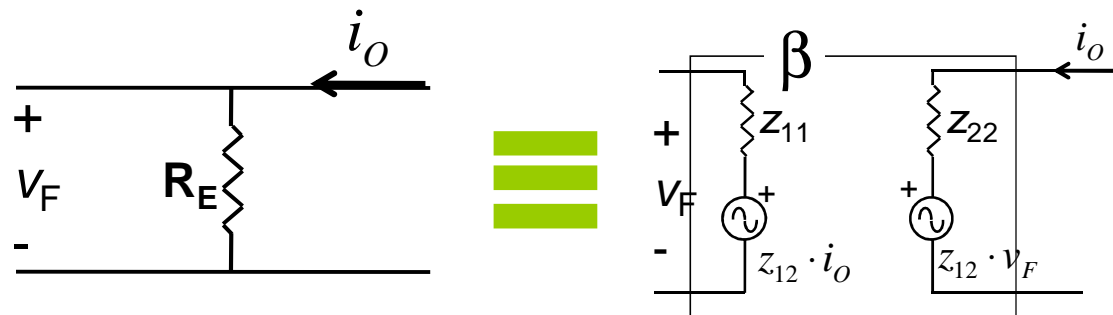 i_O
+
v_F
-
R_E
β
i_O
+
v_F
-
z_11
z_22
+
+
z_12 · i_O
z_12 · v_F